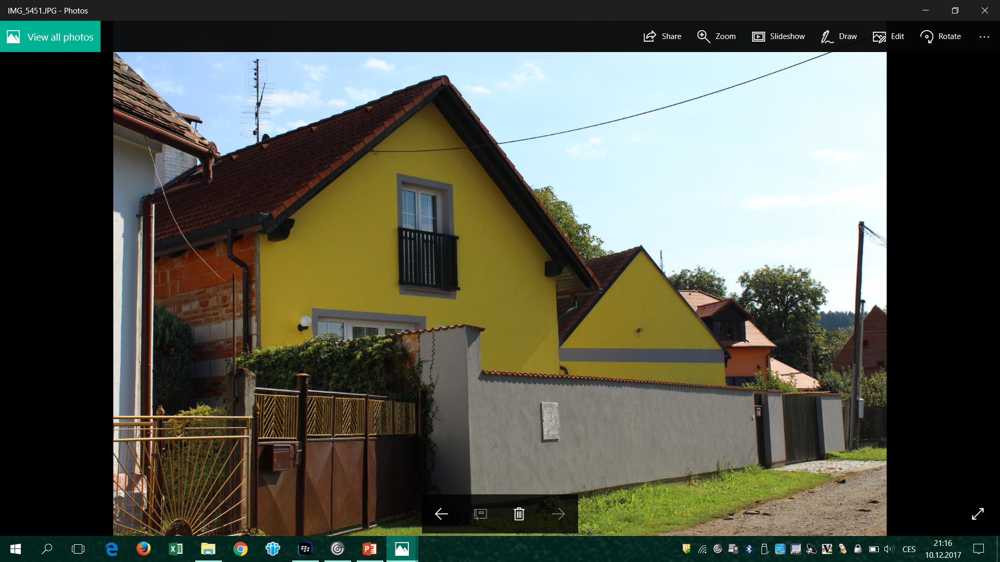 IMG_5451.JPG - Photos
View all photos
Share
Zoom
Slideshow
Draw
Edit
Rotate
CES
21:16
10.12.2017